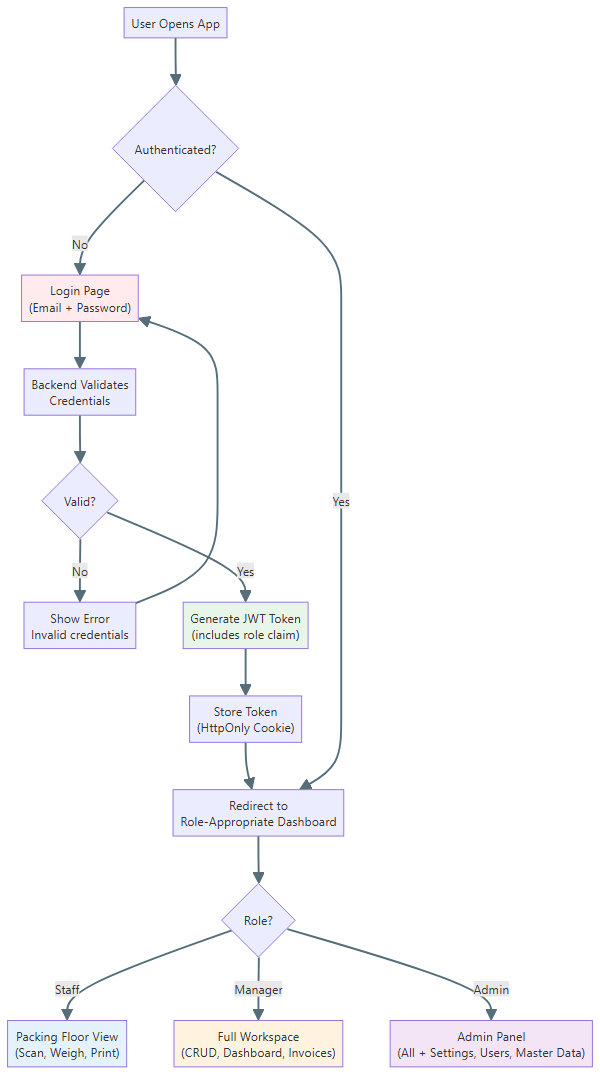 User Opens App
Authenticated?
No
Login Page
(Email + Password)
Backend Validates
Credentials
Valid?
Yes
No
Yes
Show Error
Invalid credentials
Generate JWT Token
(includes role claim)
Store Token
(HttpOnly Cookie)
Redirect to
Role-Appropriate Dashboard
Role?
Staff
Manager
Admin
Packing Floor View
(Scan, Weigh, Print)
Full Workspace
(CRUD, Dashboard, Invoices)
Admin Panel
(All + Settings, Users, Master Data)